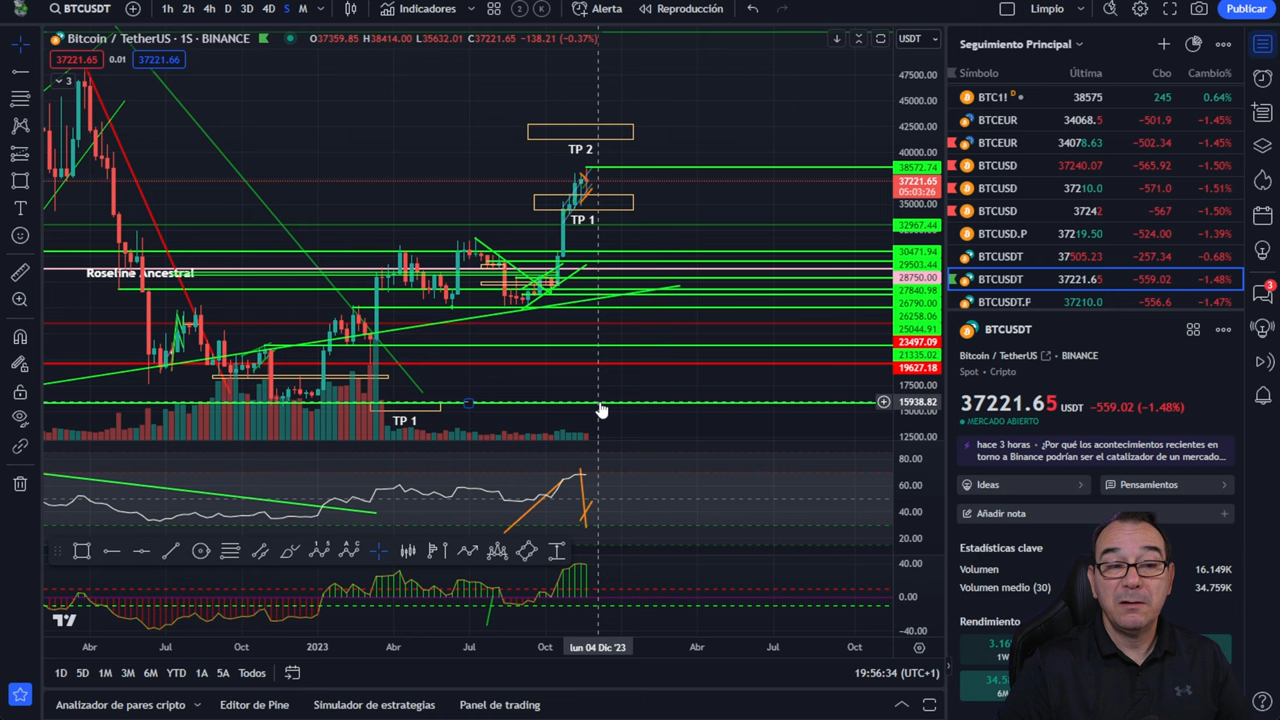 BTCUSDT 1h 2h 4h D 3D 4D S M Indicadores 2 K Alerta Reproducción Limpio Publicar
Bitcoin / TetherUS · 1S · BINANCE O37359.85 H38414.00 L35632.01 C37221.65 −138.21 (−0.37%) USDT
37221.65 0.01 37221.66
3
47500.00
45000.00
42500.00
40000.00
38572.74
37221.65
05:03:26
35000.00
32967.44
30471.94
29503.44
28750.00
27840.98
26790.00
26258.06
25044.91
23497.09
21335.02
19627.18
17500.00
15938.82
15000.00
12500.00
TP 2
TP 1
Roseline Ancestral
TP 1
80.00
60.00
40.00
20.00
40.00
0.00
−40.00
Abr Jul Oct 2023 Abr Jul Oct lun 04 Dic '23 Abr Jul Oct
1D 5D 1M 3M 6M YTD 1A 5A Todos 19:56:34 (UTC+1)
Analizador de pares cripto Editor de Pine Simulador de estrategias Panel de trading
Seguimiento Principal
Símbolo Última Cbo Cambio%
BTC1! D 38575 245 0.64%
BTCEUR 34068.5 −501.9 −1.45%
BTCEUR 34078.63 −502.34 −1.45%
BTCUSD 37240.07 −565.92 −1.50%
BTCUSD 37210.0 −571.0 −1.51%
BTCUSD 37242 −567 −1.50%
BTCUSD.P 37219.50 −524.00 −1.39%
BTCUSDT 37505.23 −257.34 −0.68%
BTCUSDT 37221.65 −559.02 −1.48%
BTCUSDT.P 37210.0 −556.6 −1.47%
BTCUSDT
Bitcoin / TetherUS · BINANCE
Spot · Cripto
37221.65 USDT −559.02 (−1.48%)
MERCADO ABIERTO
hace 3 horas · ¿Por qué los acontecimientos recientes en
torno a Binance podrían ser el catalizador de un mercado…
Ideas Pensamientos
Añadir nota
Estadísticas clave
Volumen 16.149K
Volumen medio (30) 34.759K
Rendimiento
1W
6M
3